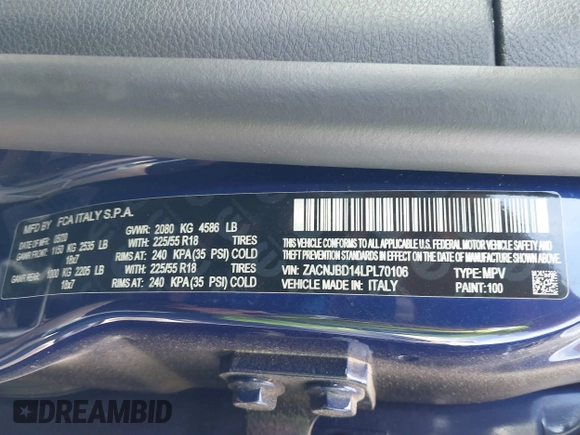 MFD BY FCA ITALY S.P.A.
DATE: 05/20 GVWR: 2080 KG 4586 LB
GAWR FRONT: 1150 KG 2535 LB WITH: 225/55 R18 TIRES
18x7 RIMS AT: 240 KPA(35 PSI) COLD
GAWR REAR: 1000 KG 2205 LB WITH: 225/55 R18 TIRES
18x7 RIMS AT: 240 KPA(35 PSI) COLD
THIS VEHICLE CONFORMS TO ALL APPLICABLE U.S.A.
FEDERAL MOTOR VEHICLE SAFETY, BUMPER, AND THEFT
PREVENTION STANDARDS IN EFFECT ON THE DATE OF MANUFACTURE SHOWN ABOVE.
VIN: ZACNJBD14LPL70106 TYPE: MPV
VEHICLE MADE IN: ITALY PAINT: 100
DREAMBID